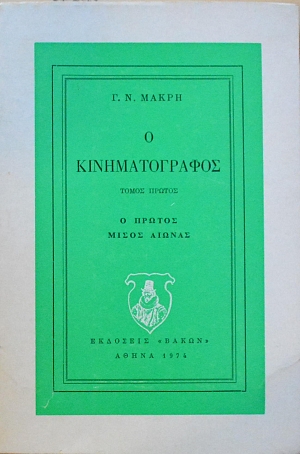 Γ. Ν. ΜΑΚΡΗ
Ο
ΚΙΝΗΜΑΤΟΓΡΑΦΟΣ
ΤΟΜΟΣ ΠΡΩΤΟΣ
Ο ΠΡΩΤΟΣ
ΜΙΣΟΣ ΑΙΩΝΑΣ
ΕΚΔΟΣΕΙΣ «ΒΑΚΩΝ»
ΑΘΗΝΑ 1974